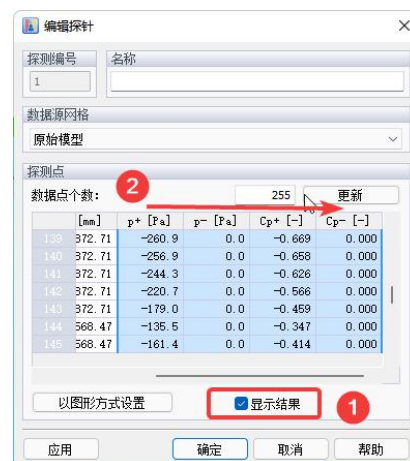 编辑探针
探测编号 名称
1
数据源网格
原始模型
探测点
2
数据点个数: 255 更新
[mm] p+ [Pa] p- [Pa] Cp+ [-] Cp- [-]
139 372.71 -260.9 0.0 -0.669 0.000
140 372.71 -256.9 0.0 -0.658 0.000
141 372.71 -244.3 0.0 -0.626 0.000
142 372.71 -220.7 0.0 -0.566 0.000
143 372.71 -179.0 0.0 -0.459 0.000
144 568.47 -135.5 0.0 -0.347 0.000
145 568.47 -161.4 0.0 -0.414 0.000
以图形方式设置 显示结果 1
应用 确定 取消 帮助